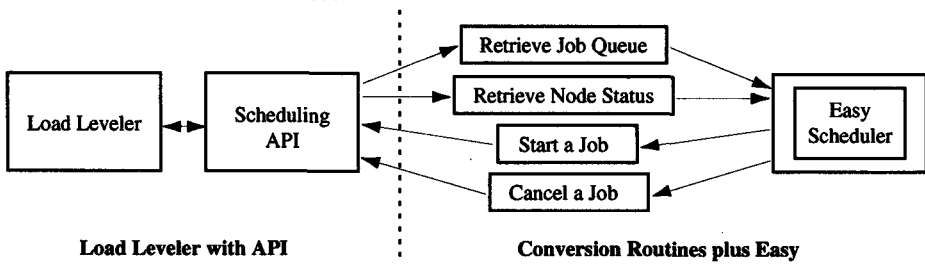 Retrieve Job Queue
Retrieve Node Status
Load Leveler
Scheduling
API
Easy
Scheduler
Start a Job
Cancel a Job
Load Leveler with API
Conversion Routines plus Easy